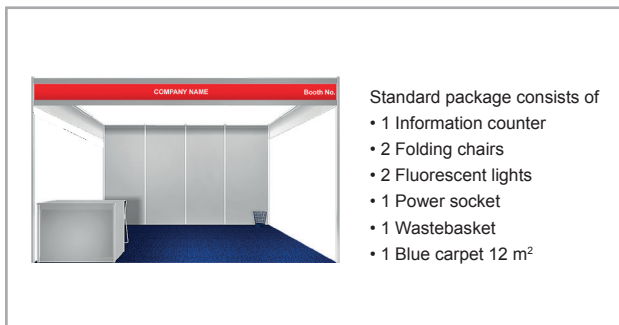 COMPANY NAME
Booth No.
Standard package consists of
• 1 Information counter
• 2 Folding chairs
• 2 Fluorescent lights
• 1 Power socket
• 1 Wastebasket
• 1 Blue carpet 12 m²